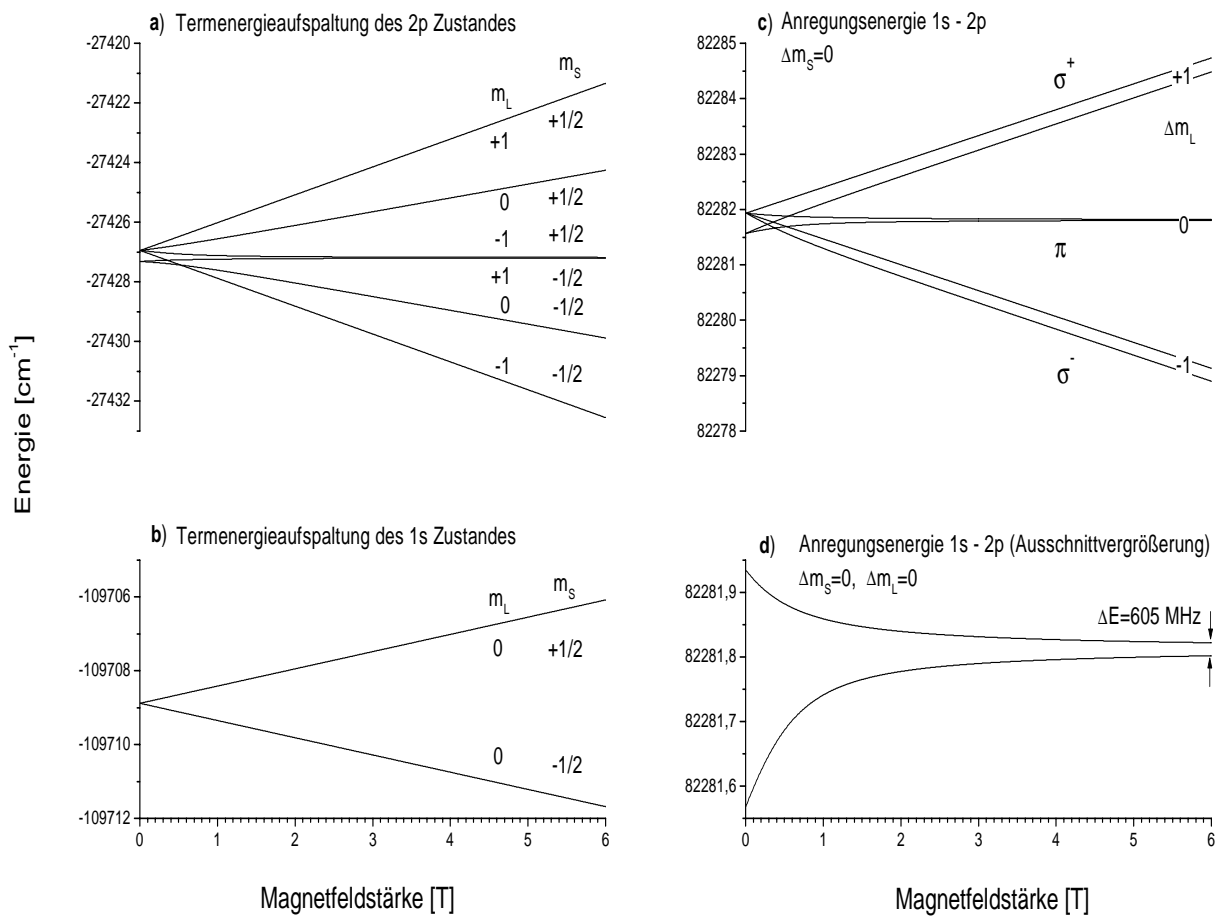 a) Termenergieaufspaltung des 2p Zustandes
-27420
-27422
-27424
-27426
-27428
-27430
-27432
m_L
m_S
+1
+1/2
0
+1/2
-1
+1/2
+1
-1/2
0
-1/2
-1
-1/2
c) Anregungsenergie 1s - 2p
Δm_S=0
82285
82284
82283
82282
82281
82280
82279
82278
σ^+
+1
Δm_L
0
π
-1
σ^-
Energie [cm^-1]
b) Termenergieaufspaltung des 1s Zustandes
-109706
-109708
-109710
-109712
m_L
m_S
0
+1/2
0
-1/2
0 1 2 3 4 5 6
Magnetfeldstärke [T]
d) Anregungsenergie 1s - 2p (Ausschnittvergrößerung)
Δm_S=0, Δm_L=0
82281,9
82281,8
82281,7
82281,6
ΔE=605 MHz
0 1 2 3 4 5 6
Magnetfeldstärke [T]